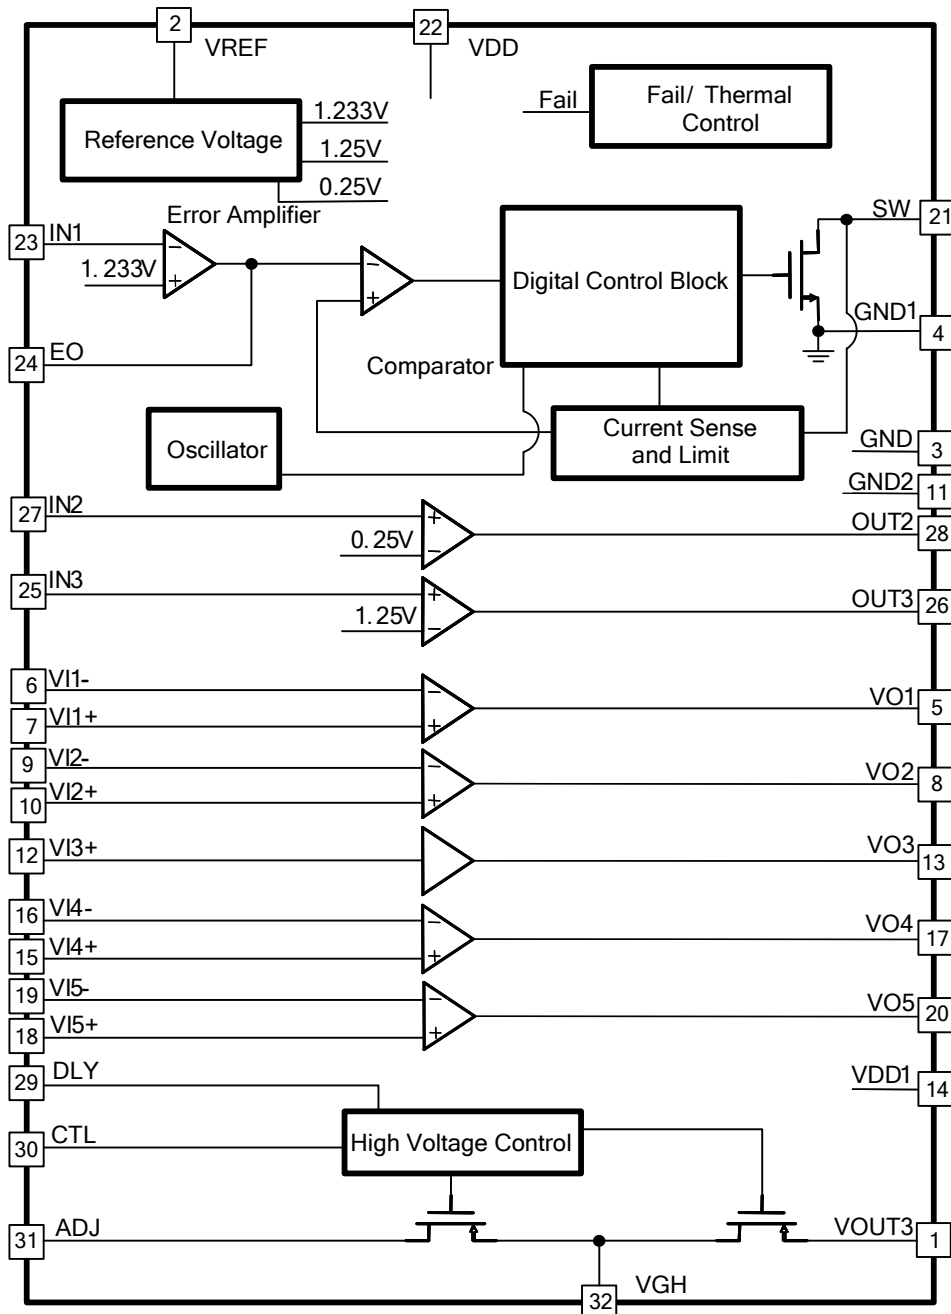 2
VREF
22
VDD
Reference Voltage
1.233V
1.25V
0.25V
Fail
Fail/ Thermal
Control
Error Amplifier
23
IN1
−
1.233V
+
−
+
Digital Control Block
SW
21
GND1
4
24
EO
Comparator
Oscillator
Current Sense
and Limit
GND
3
GND2
11
27
IN2
+
0.25V
−
OUT2
28
25
IN3
+
1.25V
−
OUT3
26
6
VI1-
−
7
VI1+
+
VO1
5
9
VI2-
−
10
VI2+
+
VO2
8
12
VI3+
VO3
13
16
VI4-
−
15
VI4+
+
VO4
17
19
VI5-
−
18
VI5+
+
VO5
20
29
DLY
VDD1
14
30
CTL
High Voltage Control
31
ADJ
VOUT3
1
VGH
32